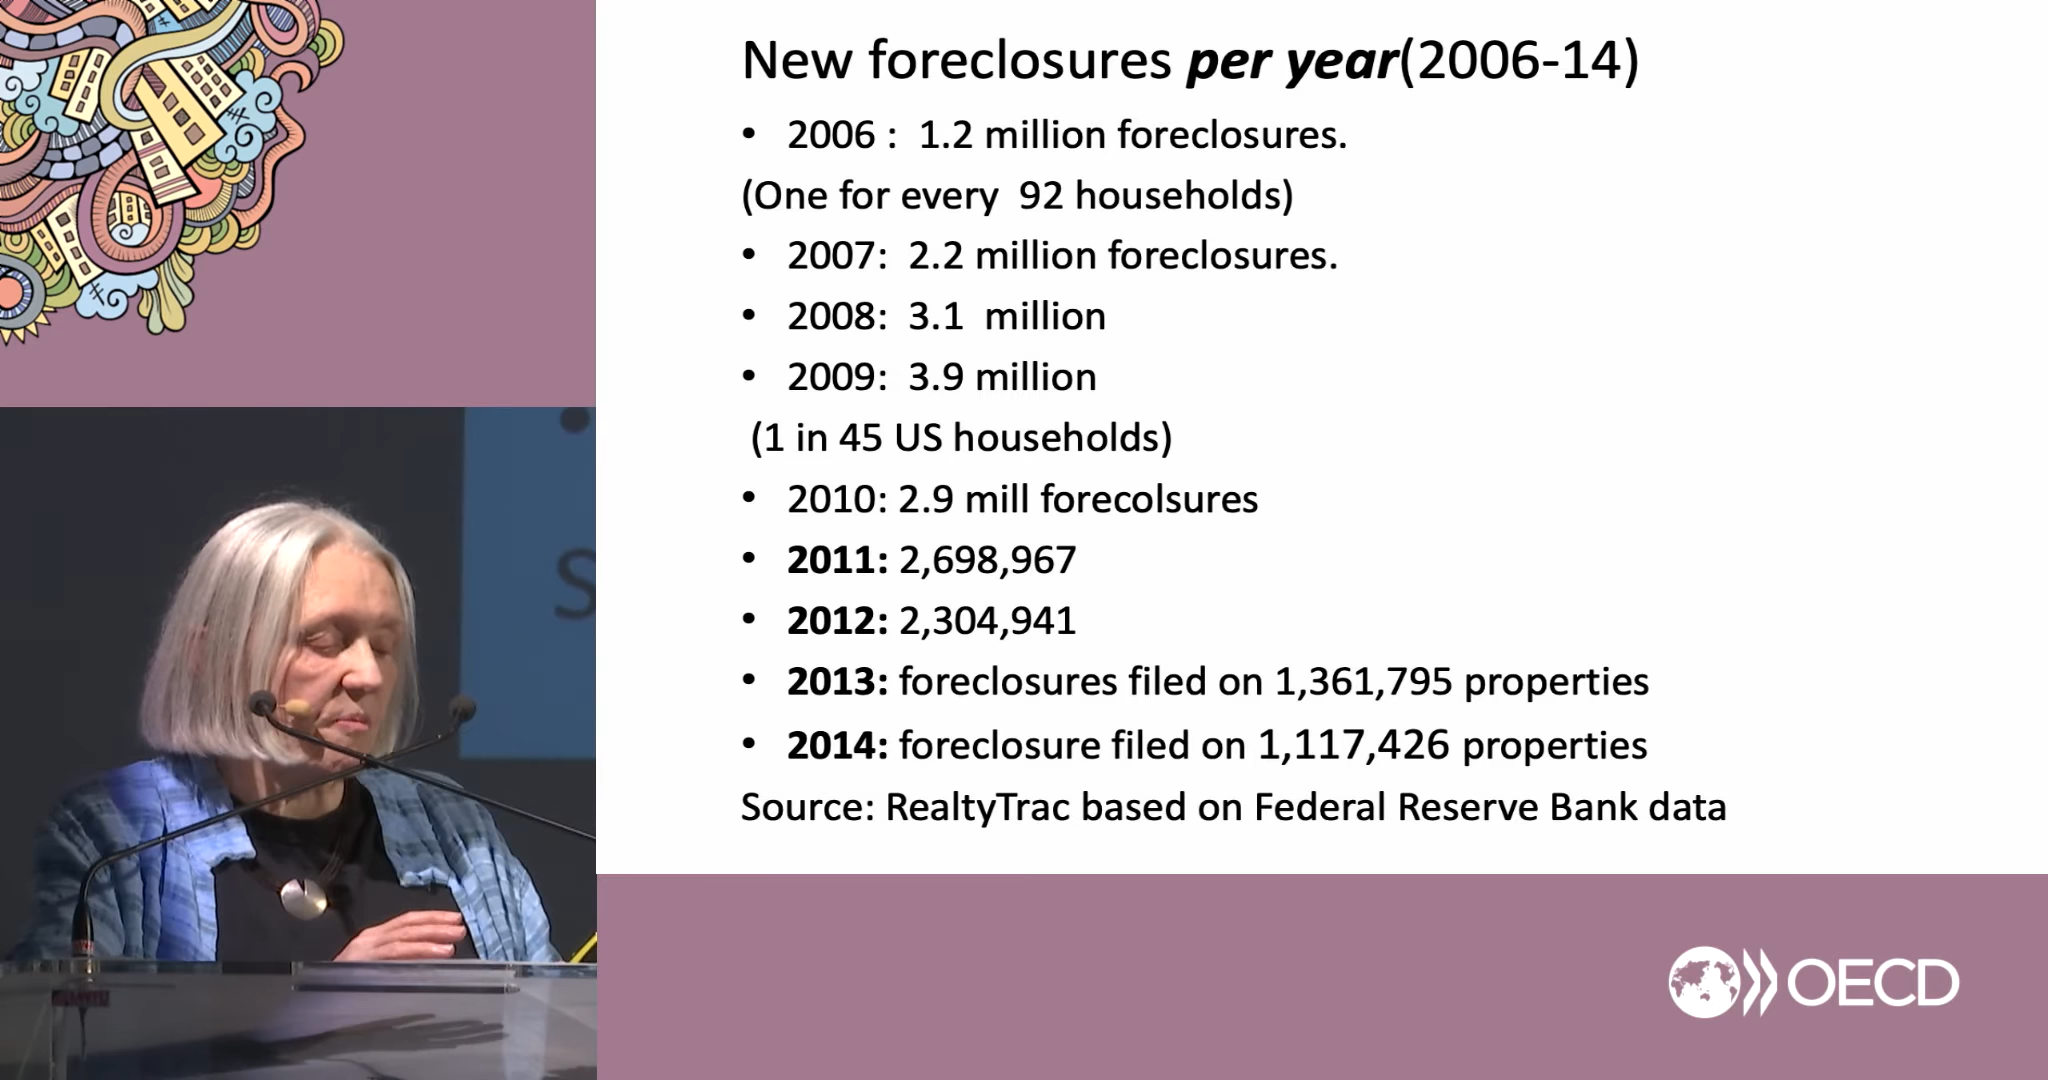 New foreclosures per year(2006-14)
• 2006 : 1.2 million foreclosures.
(One for every 92 households)
• 2007: 2.2 million foreclosures.
• 2008: 3.1 million
• 2009: 3.9 million
(1 in 45 US households)
• 2010: 2.9 mill forecolsures
• 2011: 2,698,967
• 2012: 2,304,941
• 2013: foreclosures filed on 1,361,795 properties
• 2014: foreclosure filed on 1,117,426 properties
Source: RealtyTrac based on Federal Reserve Bank data
OECD